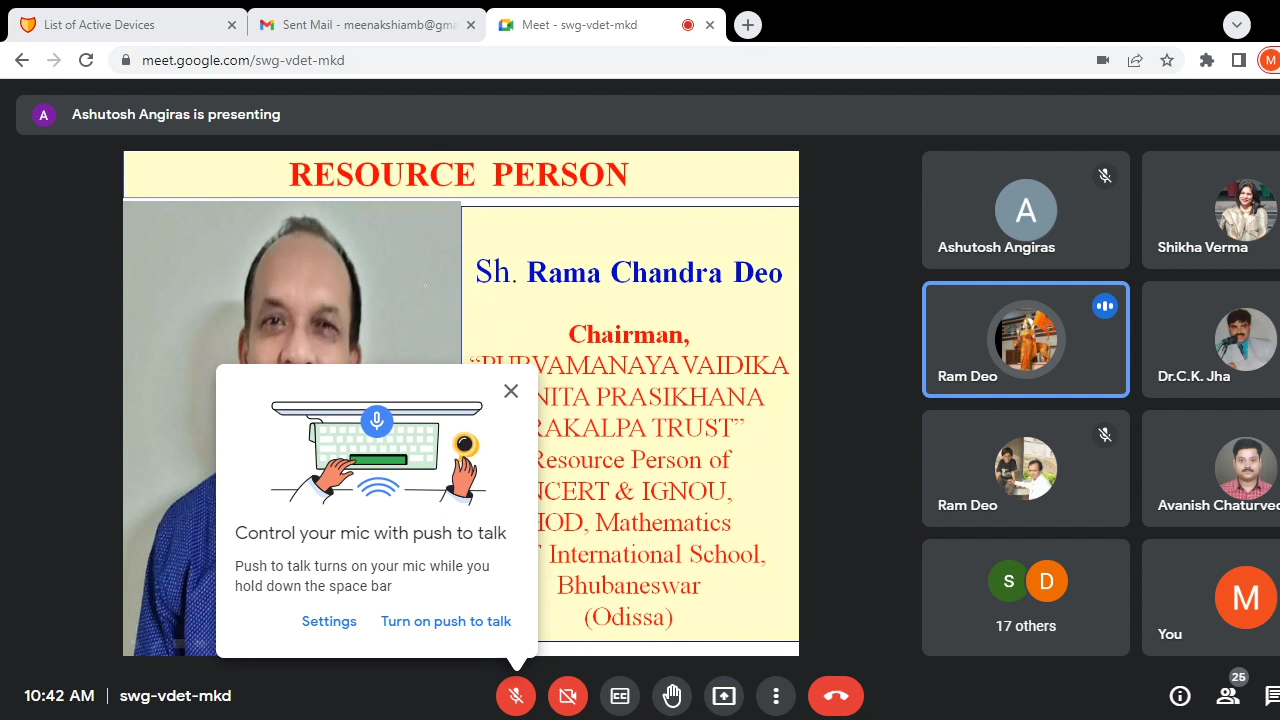 List of Active Devices
Sent Mail - meenakshiamb@gma
Meet - swg-vdet-mkd
meet.google.com/swg-vdet-mkd
M
A
Ashutosh Angiras is presenting
RESOURCE PERSON
Sh. Rama Chandra Deo
Chairman,
VAMANAYA VAIDIKA
NITA PRASIKHANA
RAKALPA TRUST”
Resource Person of
NCERT & IGNOU,
HOD, Mathematics
International School,
Bhubaneswar
(Odissa)
Control your mic with push to talk
Push to talk turns on your mic while you
hold down the space bar
Settings
Turn on push to talk
A
Ashutosh Angiras
Shikha Verma
Ram Deo
Dr.C.K. Jha
Ram Deo
Avanish Chaturved
S D
17 others
M
You
10:42 AM | swg-vdet-mkd
CC
25